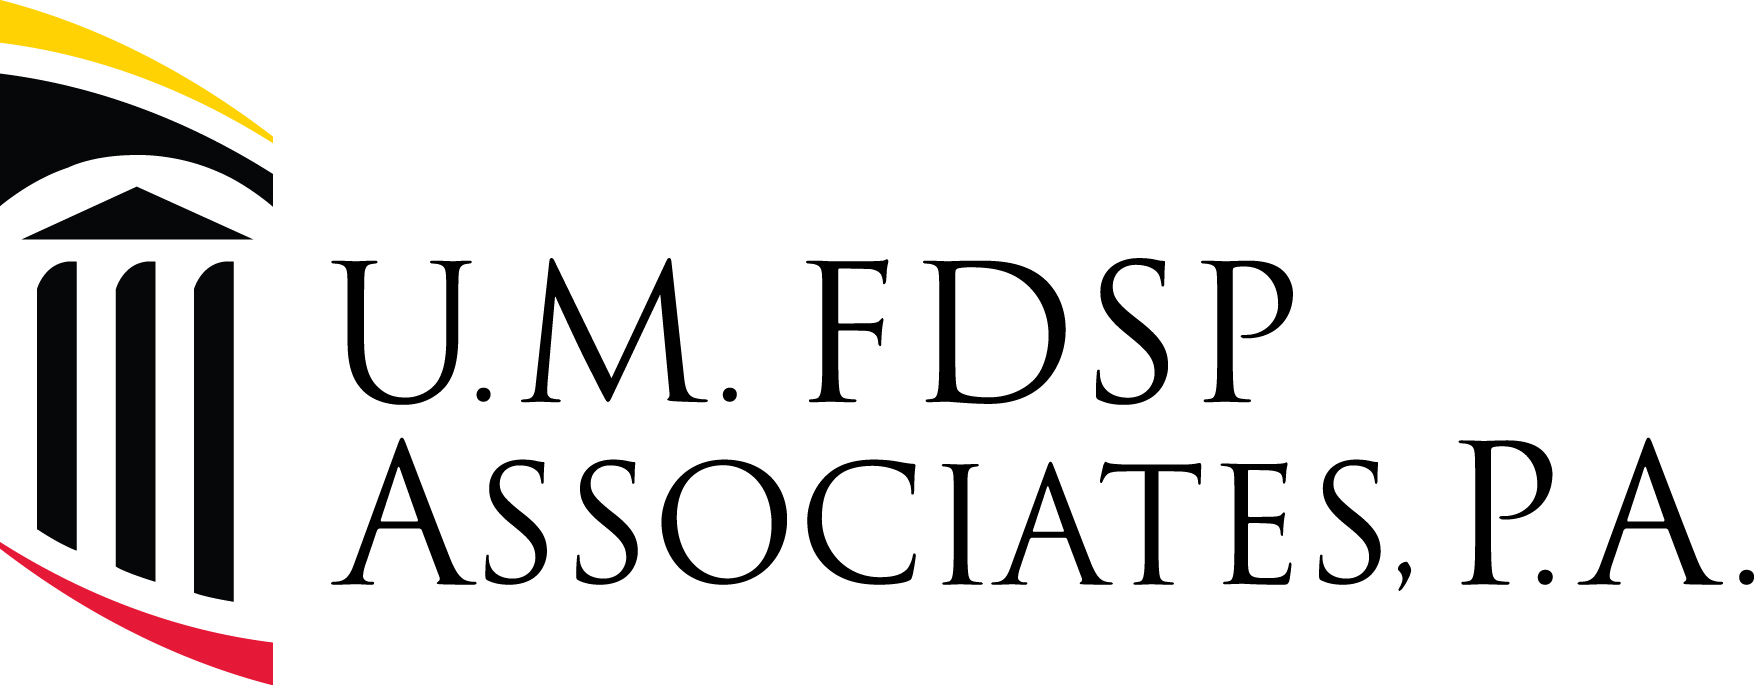 U.M. FDSP
ASSOCIATES, P.A.